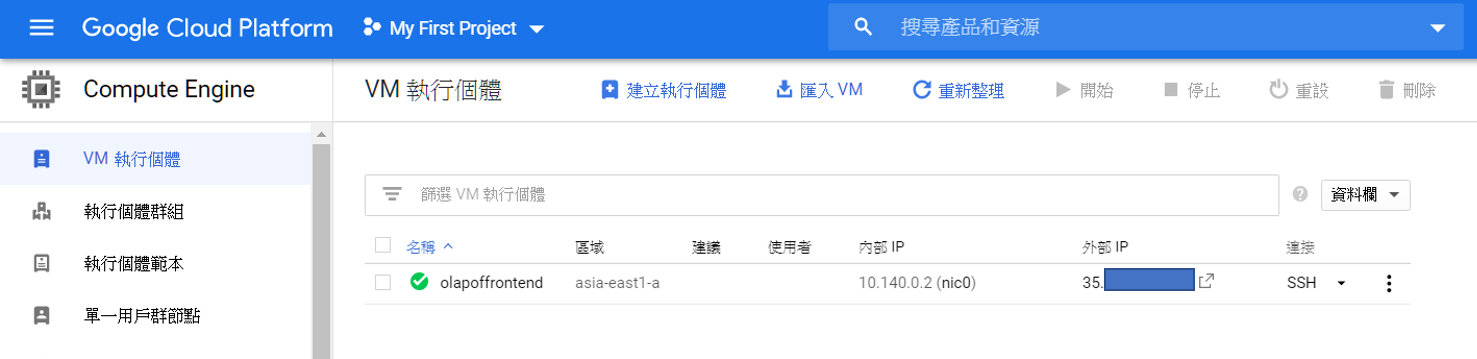 Google Cloud Platform My First Project 搜尋產品和資源
Compute Engine VM 執行個體 建立執行個體 匯入 VM 重新整理 開始 停止 重設 刪除
VM 執行個體
篩選 VM 執行個體 資料欄
執行個體群組
名稱 區域 建議 使用者 內部 IP 外部 IP 連接
執行個體範本
olapoffrontend asia-east1-a 10.140.0.2 (nic0) 35. SSH
單一用戶群節點